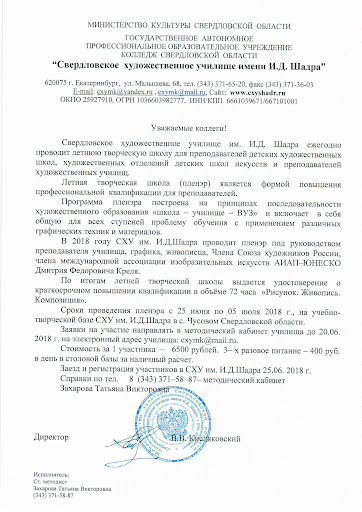 МИНИСТЕРСТВО КУЛЬТУРЫ СВЕРДЛОВСКОЙ ОБЛАСТИ
ГОСУДАРСТВЕННОЕ АВТОНОМНОЕ
ПРОФЕССИОНАЛЬНОЕ ОБРАЗОВАТЕЛЬНОЕ УЧРЕЖДЕНИЕ
КОЛЛЕДЖ СВЕРДЛОВСКОЙ ОБЛАСТИ
"Свердловское художественное училище имени И.Д. Шадра"
620075 г. Екатеринбург, ул. Малышева, 68, тел. (343) 371-65-20, факс (343) 371-36-03
E-mail: cxymk@yandex.ru, cxymk@mail.ru, Сайт: www.cxyshadr.ru
ОКПО 25927910, ОГРН 1036603982777, ИНН/КПП 6661039671/667101001
Уважаемые коллеги!
Свердловское художественное училище им. И.Д. Шадра ежегодно
проводит летнюю творческую школу для преподавателей детских художественных
школ, художественных отделений детских школ искусств и преподавателей
художественных училищ.
Летная творческая школа (пленэр) является формой повышения
профессиональной квалификации для преподавателей.
Программа пленэра построена на принципах последовательности
художественного образования «школа – училище – ВУЗ» и включает в себя
общую для всех ступеней проблему обучения с применением различных
графических техник и материалов.
В 2018 году СХУ им. И.Д.Шадра проводит пленэр под руководством
преподавателя училища, графика, живописца, Члена Союза художников России,
члена международной ассоциации изобразительных искусств АИАП–ЮНЕСКО
Дмитрия Федоровича Креля.
По итогам летней творческой школы выдается удостоверение о
краткосрочном повышении квалификации в объёме 72 часа «Рисунок. Живопись.
Композиция».
Сроки проведения пленэра с 25 июня по 05 июля 2018 г., на учебно-
творческой базе СХУ им. И.Д.Шадра в с. Чусовом Свердловской области.
Заявки на участие направлять в методический кабинет училища до 20.06.
2018 г. на электронный адрес училища: cxymk@mail.ru.
Стоимость за 1 участника – 6500 рублей. 3– х разовое питание – 400 руб.
в день в столовой базы за наличный расчет.
Заезд и регистрация участников в СХУ им. И.Д.Шадра 25.06. 2018 г.
Справки по тел. 8 (343) 371–58–87– методический кабинет
Захарова Татьяна Викторовна
Директор В.В. Кисляковский
Исполнитель:
Ст. методист
Захарова Татьяна Викторовна
(343) 371-58-87